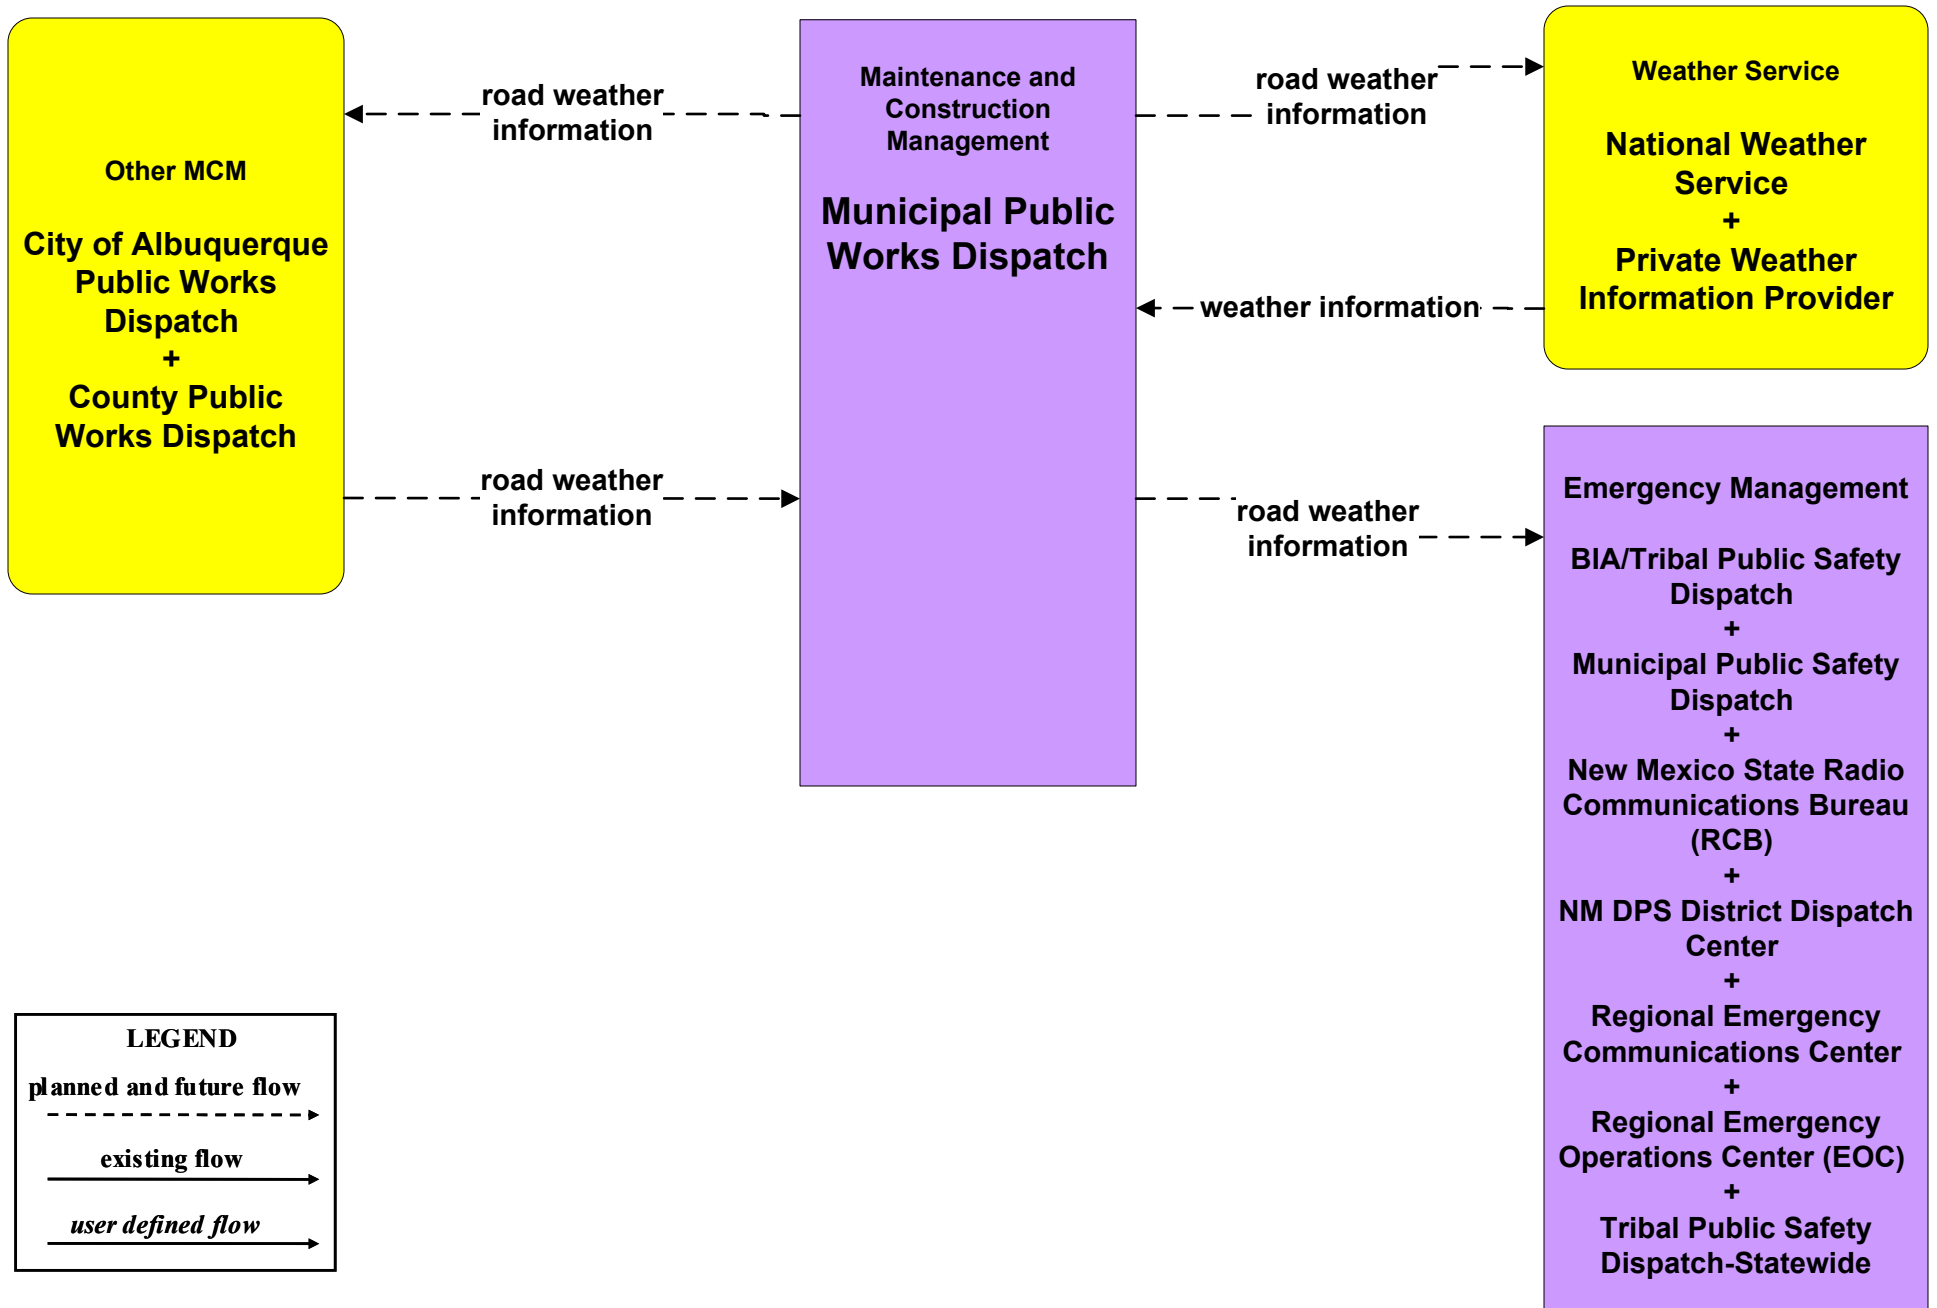 Other MCM
City of Albuquerque
Public Works
Dispatch
+
County Public
Works Dispatch
road weather
information
road weather
information
Maintenance and
Construction
Management
Municipal Public
Works Dispatch
road weather
information
weather information
road weather
information
Weather Service
National Weather
Service
+
Private Weather
Information Provider
Emergency Management
BIA/Tribal Public Safety
Dispatch
+
Municipal Public Safety
Dispatch
+
New Mexico State Radio
Communications Bureau
(RCB)
+
NM DPS District Dispatch
Center
+
Regional Emergency
Communications Center
+
Regional Emergency
Operations Center (EOC)
+
Tribal Public Safety
Dispatch-Statewide
LEGEND
planned and future flow
existing flow
user defined flow